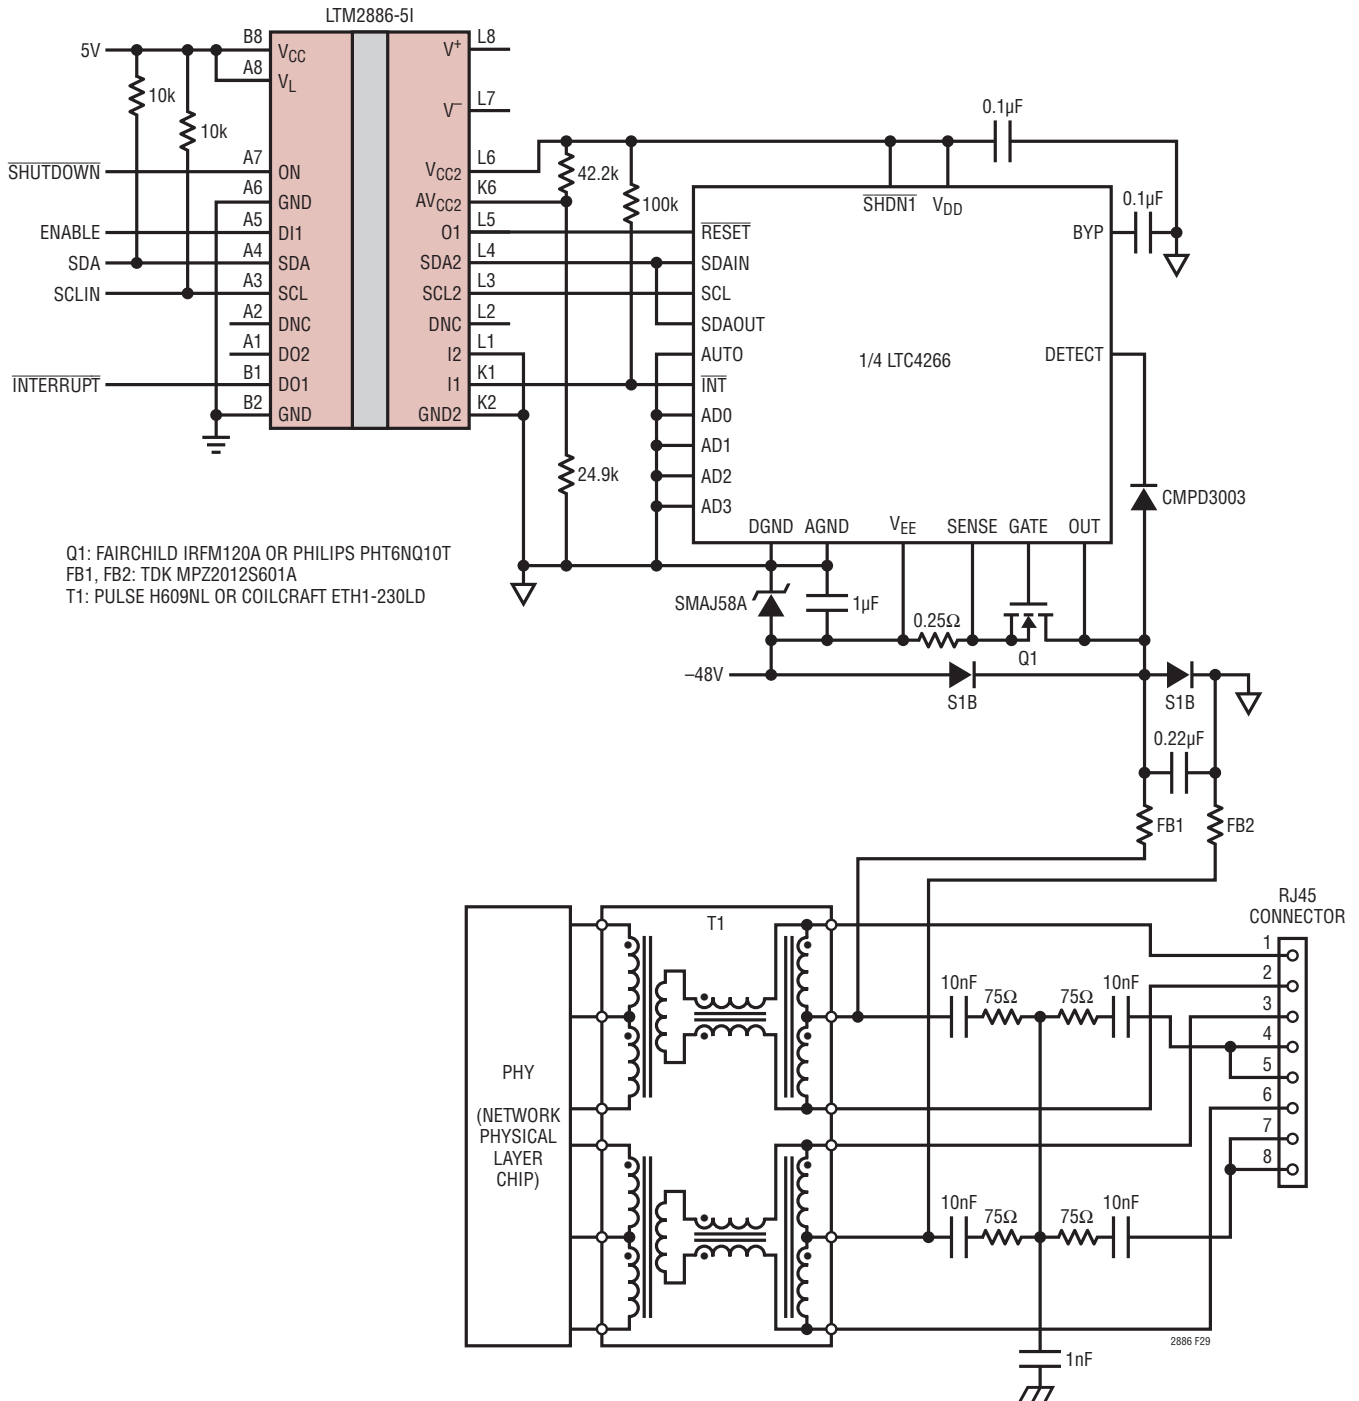 LTM2886-5I
5V
B8
VCC
V+
L8
A8
VL
10k
10k
V–
L7
0.1µF
SHUTDOWN
A7
ON
VCC2
L6
42.2k
A6
GND
AVCC2
K6
100k
SHDN1
VDD
0.1µF
ENABLE
A5
DI1
O1
L5
RESET
BYP
SDA
A4
SDA
SDA2
L4
SDAIN
SCLIN
A3
SCL
SCL2
L3
SCL
A2
DNC
DNC
L2
SDAOUT
A1
DO2
I2
L1
AUTO
1/4 LTC4266
DETECT
INTERRUPT
B1
DO1
I1
K1
INT
B2
GND
GND2
K2
AD0
AD1
24.9k
AD2
AD3
CMPD3003
DGND
AGND
VEE
SENSE
GATE
OUT
Q1: FAIRCHILD IRFM120A OR PHILIPS PHT6NQ10T
FB1, FB2: TDK MPZ2012S601A
T1: PULSE H609NL OR COILCRAFT ETH1-230LD
SMAJ58A
1µF
0.25Ω
Q1
–48V
S1B
S1B
0.22µF
FB1
FB2
RJ45
CONNECTOR
T1
1
2
3
4
5
6
7
8
10nF
75Ω
75Ω
10nF
PHY
(NETWORK
PHYSICAL
LAYER
CHIP)
10nF
75Ω
75Ω
10nF
1nF
2886 F29